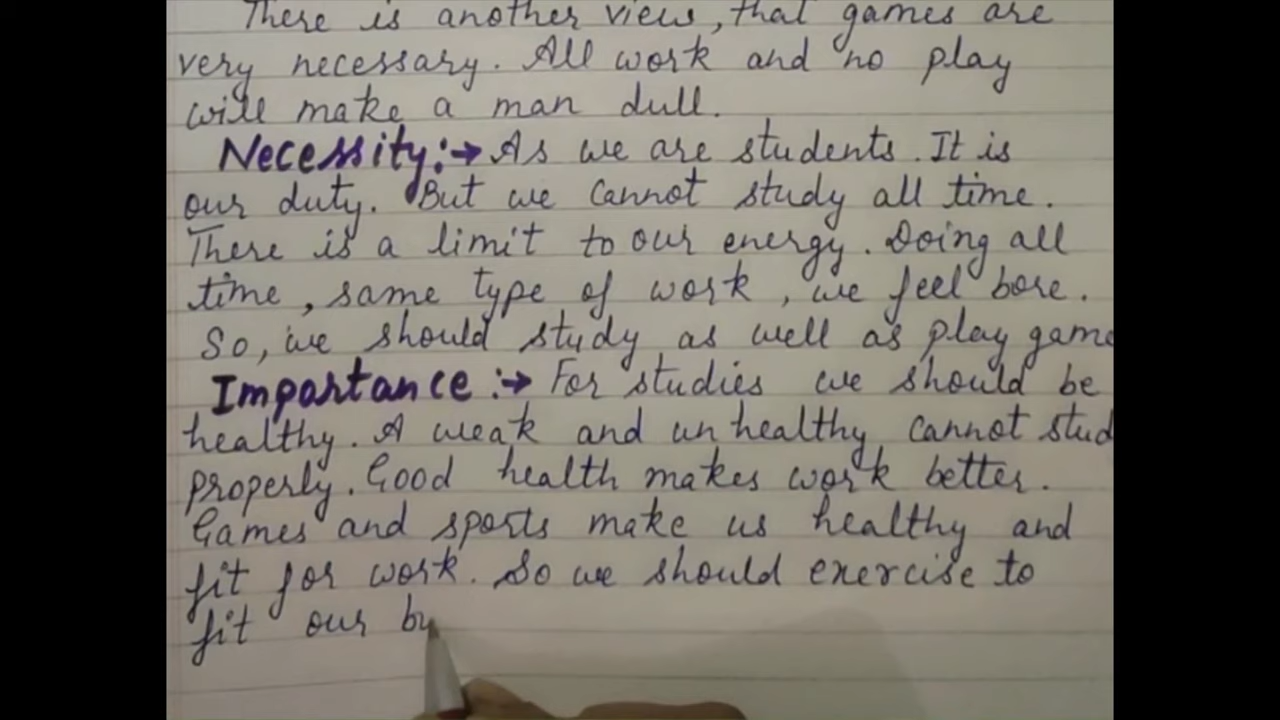 There is another view, that games are
very necessary. All work and no play
will make a man dull.
Necessity:→ As we are students. It is
our duty. But we cannot study all time.
There is a limit to our energy. Doing all
time, same type of work, we feel bore.
So, we should study as well as play game
Importance:→ For studies we should be
healthy. A weak and unhealthy cannot stud
properly. Good health makes work better.
Games and sports make us healthy and
fit for work. So we should exercise to
fit our b